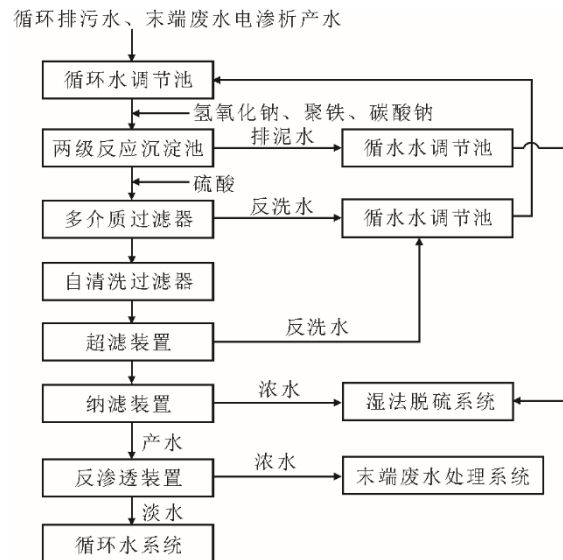 循环排污水、末端废水电渗析产水
循环水调节池
氢氧化钠、聚铁、碳酸钠
两级反应沉淀池
排泥水
循水水调节池
硫酸
多介质过滤器
反洗水
循水水调节池
自清洗过滤器
超滤装置
反洗水
纳滤装置
浓水
湿法脱硫系统
产水
反渗透装置
浓水
末端废水处理系统
淡水
循环水系统